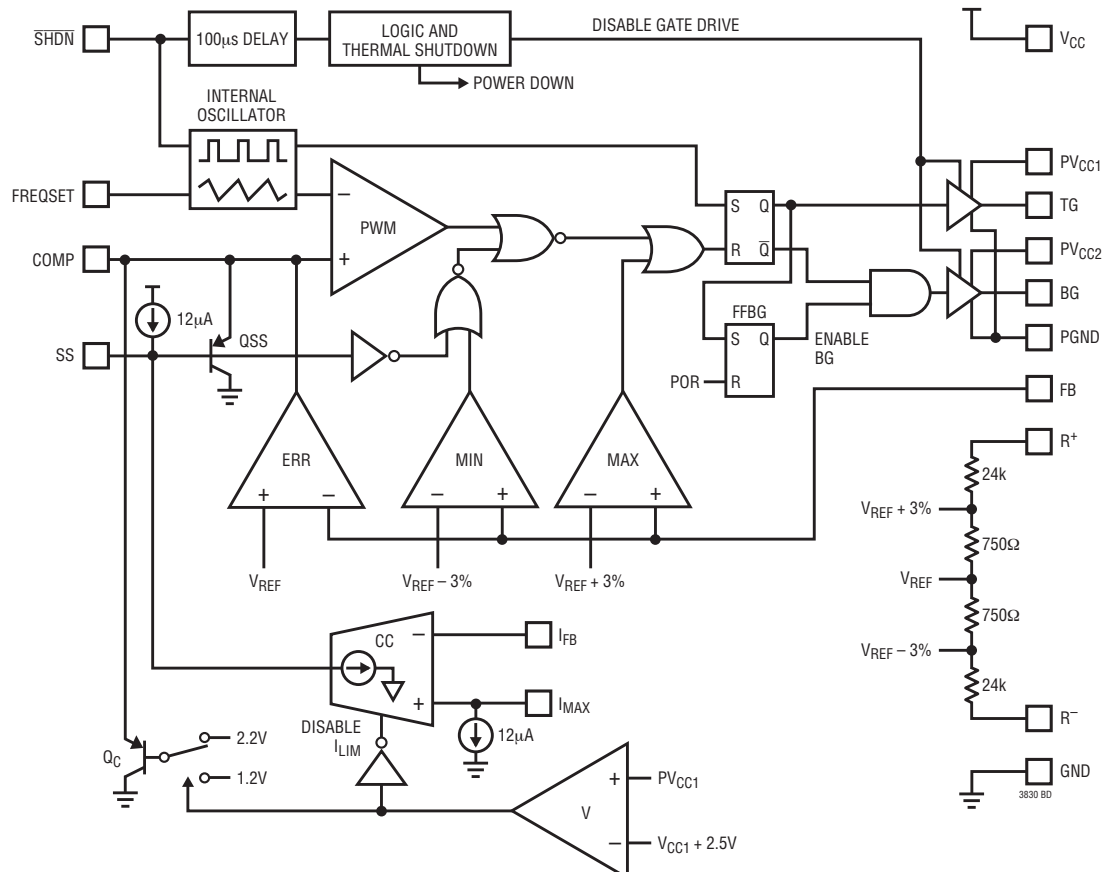 SHDN
100µs DELAY
LOGIC AND
THERMAL SHUTDOWN
DISABLE GATE DRIVE
POWER DOWN
VCC
INTERNAL
OSCILLATOR
FREQSET
PWM
−
+
COMP
12µA
SS
QSS
S Q
R Q
FFBG
S Q
R
POR
ENABLE
BG
PVCC1
TG
PVCC2
BG
PGND
FB
ERR
+ −
MIN
− +
MAX
− +
VREF
VREF – 3%
VREF + 3%
R+
24k
VREF + 3%
750Ω
VREF
750Ω
VREF – 3%
24k
R−
CC
−
+
IFB
IMAX
12µA
DISABLE
ILIM
QC
2.2V
1.2V
V
+
−
PVCC1
VCC1 + 2.5V
GND
3830 BD